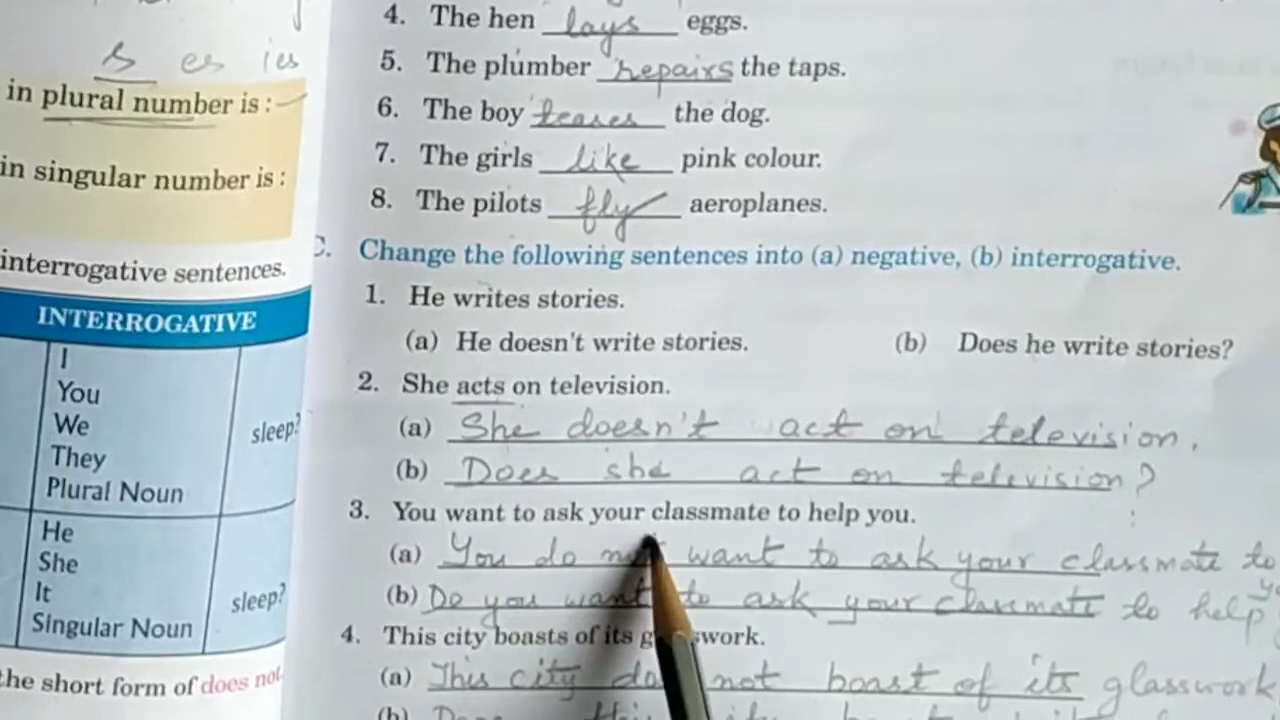 s es ies
in plural number is :
in singular number is :
interrogative sentences.
INTERROGATIVE
I
You
We
They
Plural Noun
sleep?
He
She
It
Singular Noun
sleep?
the short form of does not.
4. The hen lays eggs.
5. The plumber repairs the taps.
6. The boy teases the dog.
7. The girls like pink colour.
8. The pilots fly aeroplanes.
C. Change the following sentences into (a) negative, (b) interrogative.
1. He writes stories.
(a) He doesn't write stories. (b) Does he write stories?
2. She acts on television.
(a) She doesn't act on television.
(b) Does she act on television?
3. You want to ask your classmate to help you.
(a) You do not want to ask your classmate to
(b) Do you want to ask your classmate to help
4. This city boasts of its glasswork.
(a) This city not boast of its glasswork
(b)